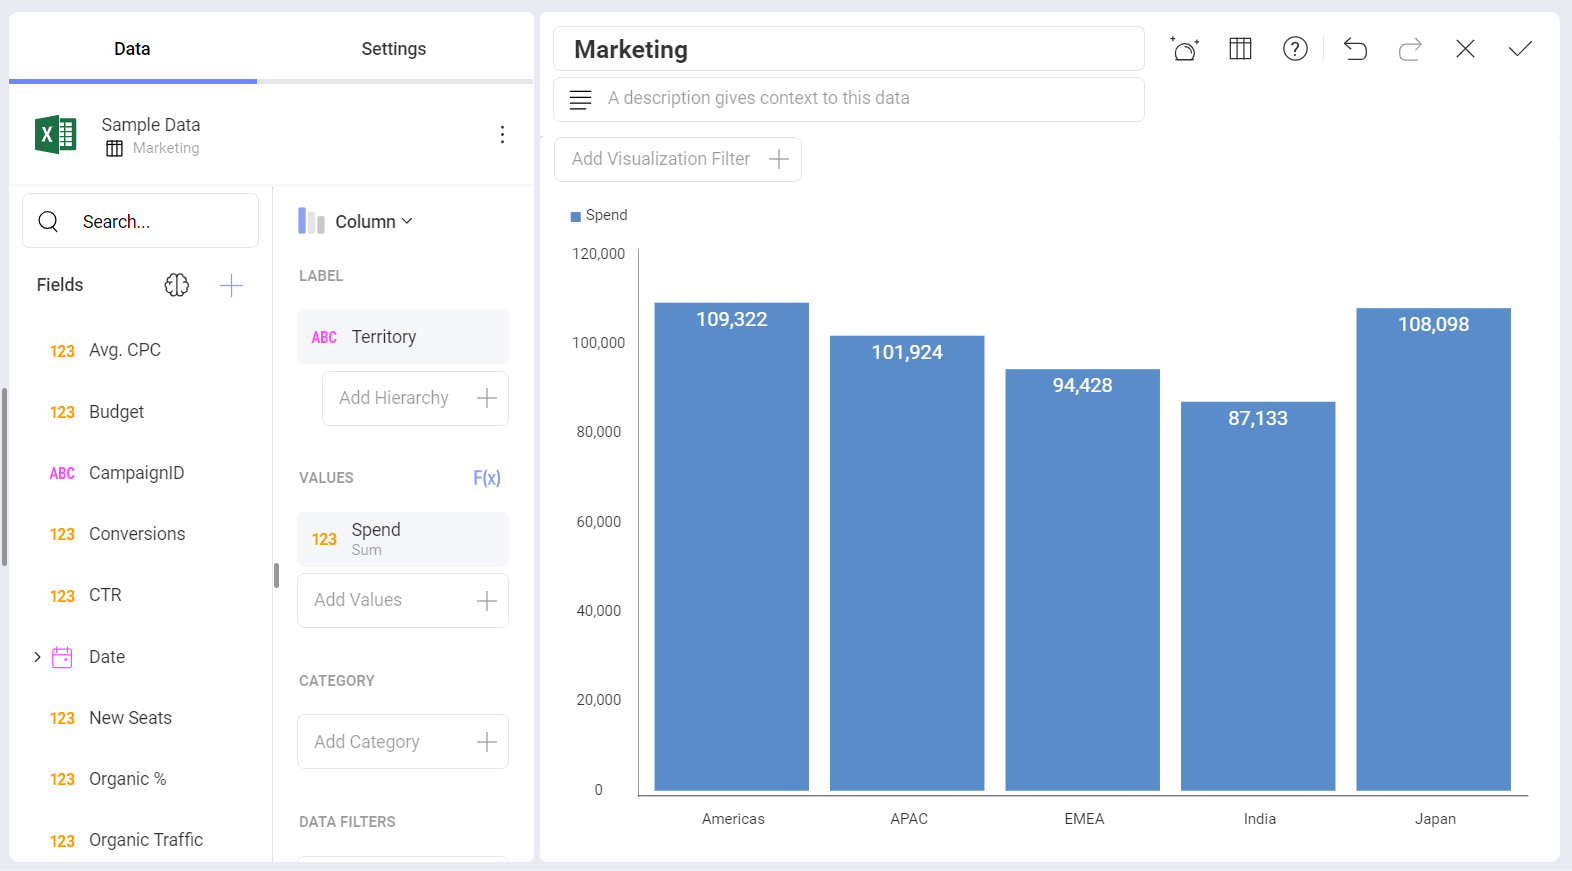 Data
Settings
Sample Data
Marketing
Search...
Fields
123 Avg. CPC
123 Budget
ABC CampaignID
123 Conversions
123 CTR
Date
123 New Seats
123 Organic %
123 Organic Traffic
Column
LABEL
ABC Territory
Add Hierarchy
VALUES F(x)
123 Spend
Sum
Add Values
CATEGORY
Add Category
DATA FILTERS
Marketing
A description gives context to this data
Add Visualization Filter
Spend
120,000
100,000
80,000
60,000
40,000
20,000
0
109,322
101,924
94,428
87,133
108,098
Americas
APAC
EMEA
India
Japan